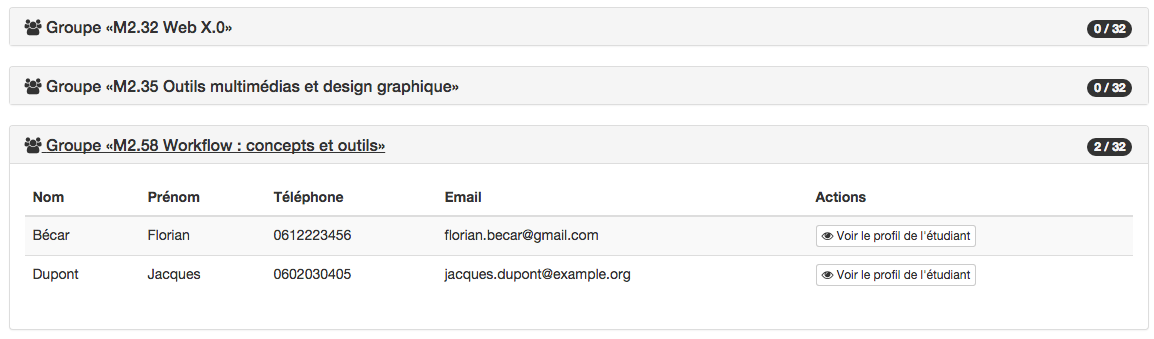 Groupe «M2.32 Web X.0» 0 / 32
Groupe «M2.35 Outils multimédias et design graphique» 0 / 32
Groupe «M2.58 Workflow : concepts et outils» 2 / 32
Nom Prénom Téléphone Email Actions
Bécar Florian 0612223456 florian.becar@gmail.com Voir le profil de l'étudiant
Dupont Jacques 0602030405 jacques.dupont@example.org Voir le profil de l'étudiant